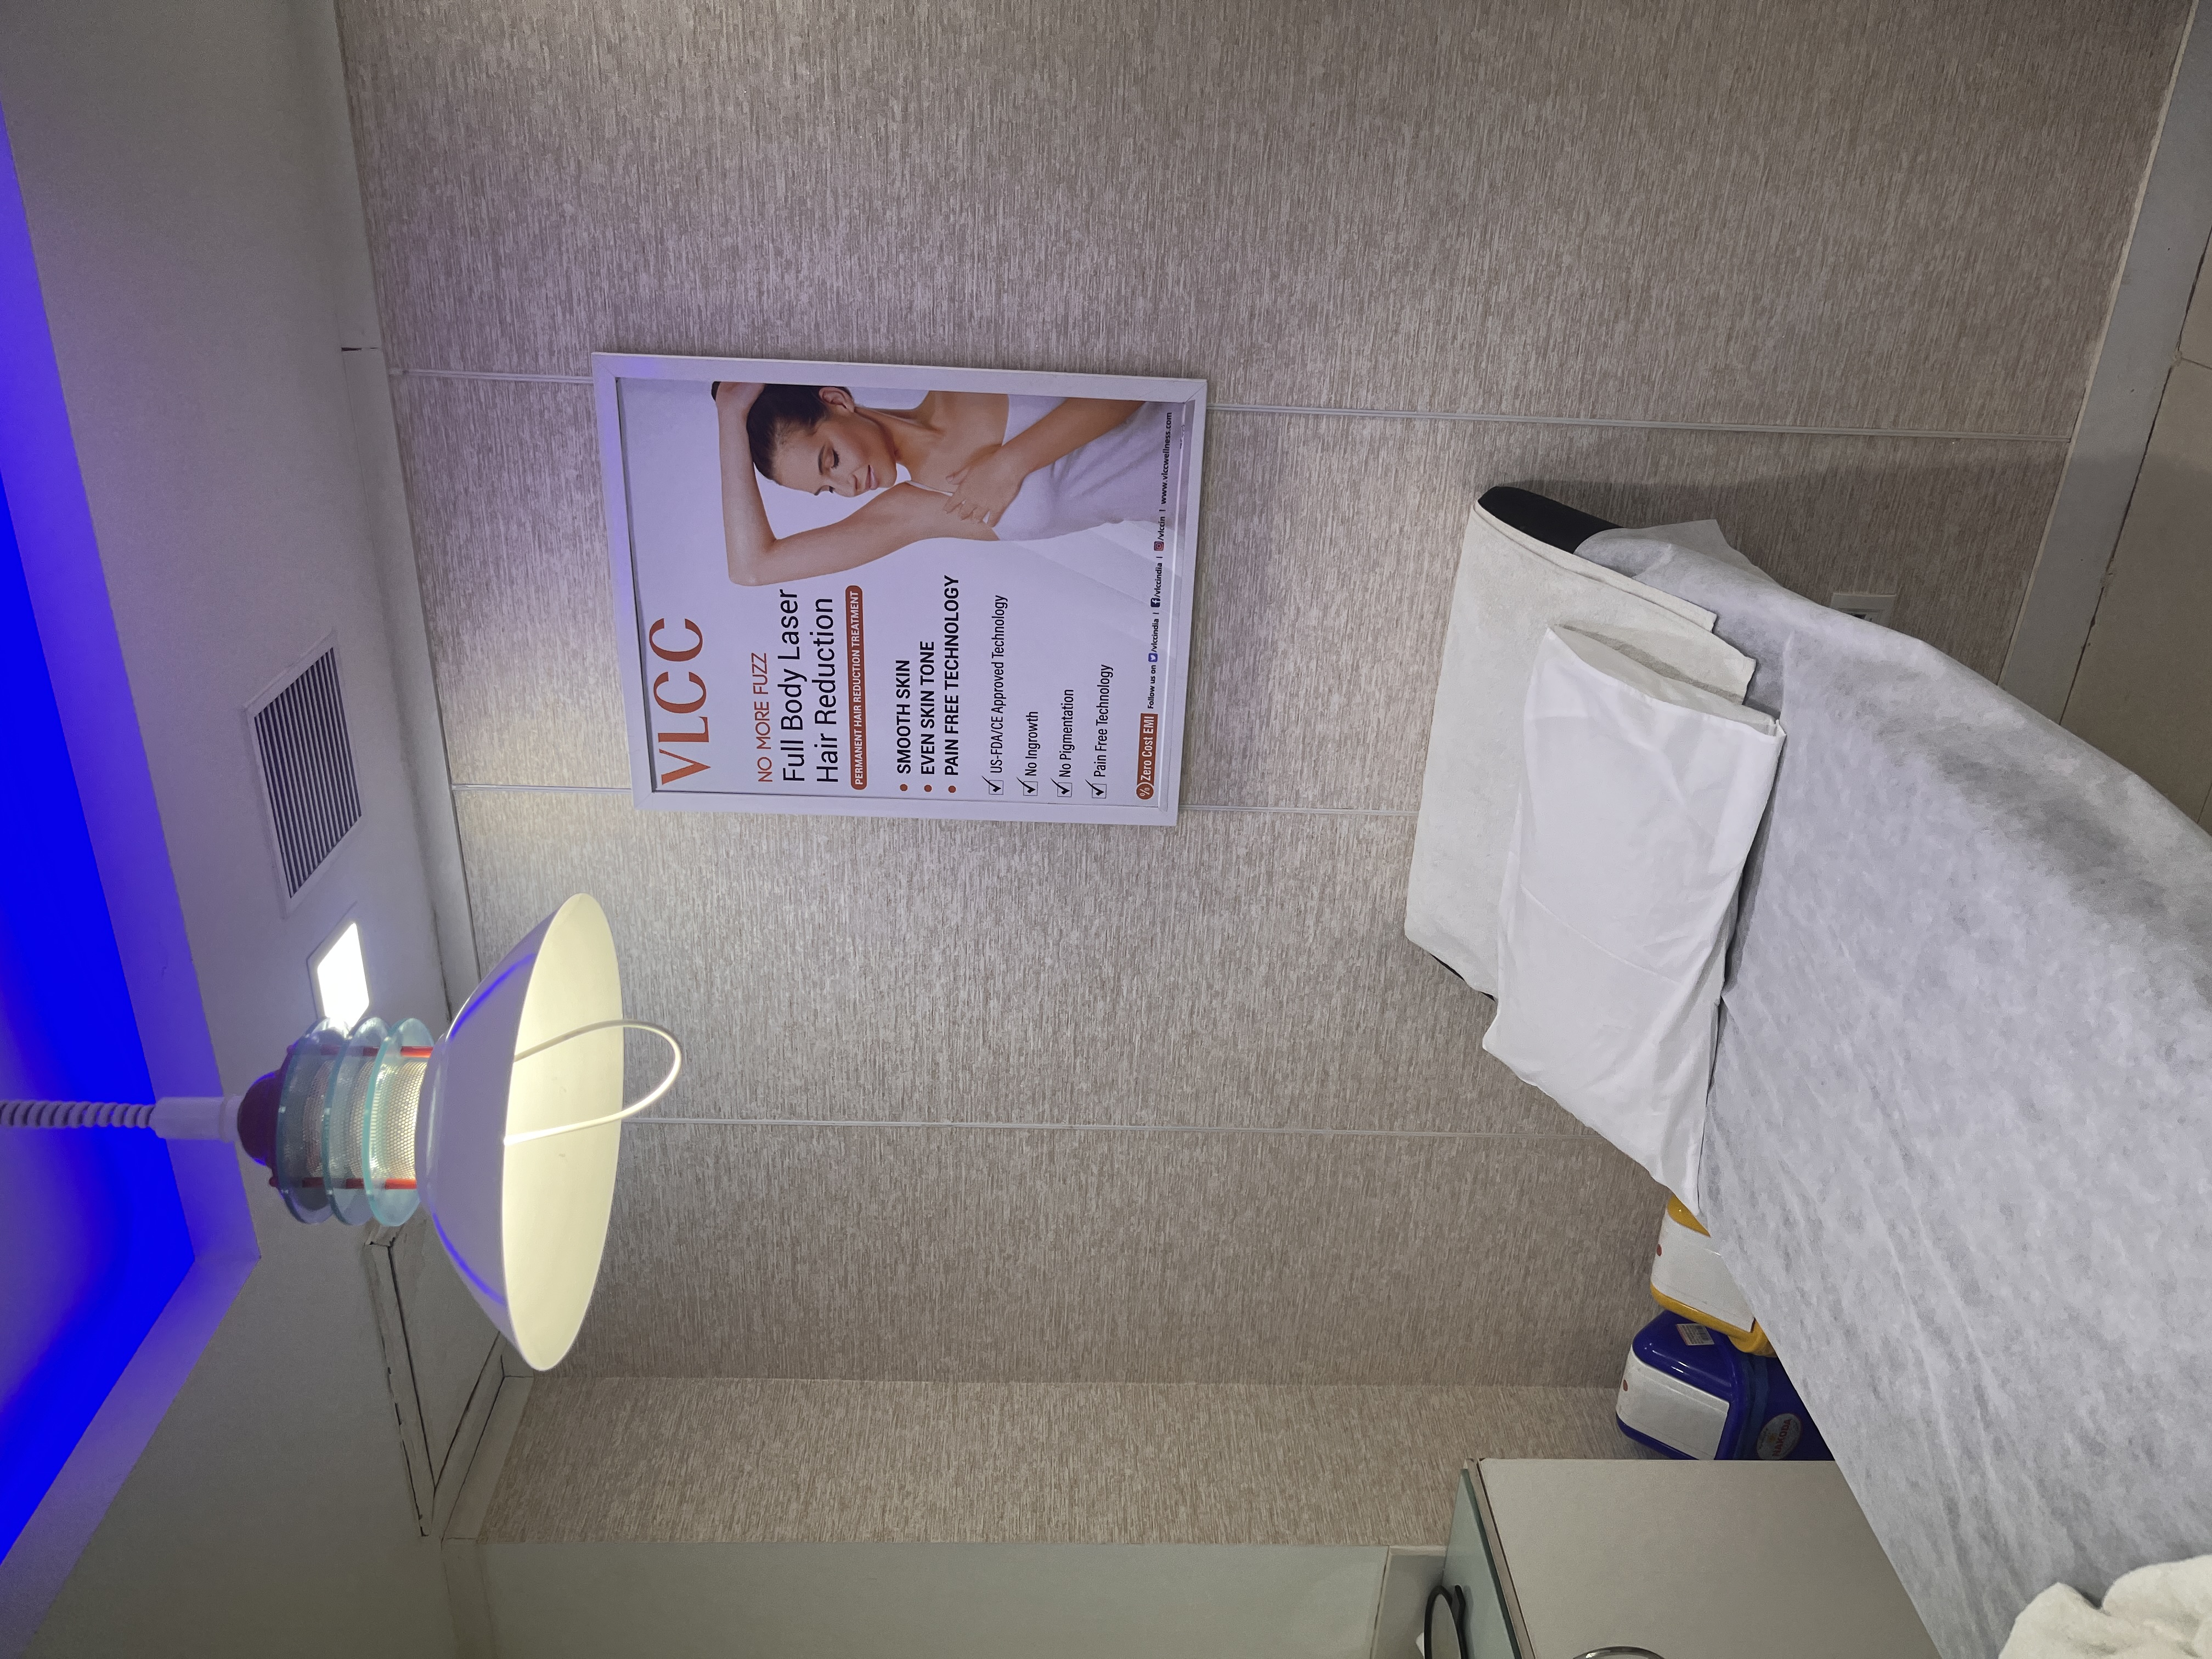 VLCC
NO MORE FUZZ
Full Body Laser
Hair Reduction
PERMANENT HAIR REDUCTION TREATMENT
SMOOTH SKIN
EVEN SKIN TONE
PAIN FREE TECHNOLOGY
US-FDA/CE Approved Technology
No Ingrowth
No Pigmentation
Pain Free Technology
% Zero Cost EMI Follow us on /vlccindia | /vlccindia | /vlccin | www.vlccwellness.com
NAKODA